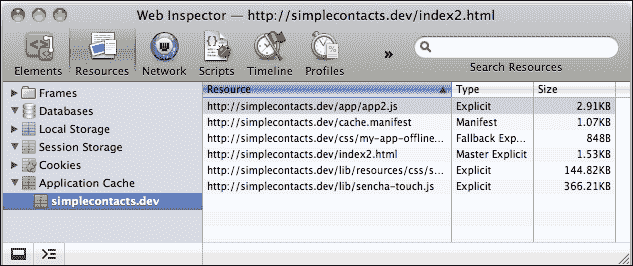 Web Inspector — http://simplecontacts.dev/index2.html
Elements Resources Network Scripts Timeline Profiles » Search Resources
Frames
Databases
Local Storage
Session Storage
Cookies
Application Cache
simplecontacts.dev
Resource Type Size
http://simplecontacts.dev/app/app2.js Explicit 2.91KB
http://simplecontacts.dev/cache.manifest Manifest 1.07KB
http://simplecontacts.dev/css/my-app-offline... Fallback Exp... 848B
http://simplecontacts.dev/index2.html Master Explicit 1.53KB
http://simplecontacts.dev/lib/resources/css/s... Explicit 144.82KB
http://simplecontacts.dev/lib/sencha-touch.js Explicit 366.21KB